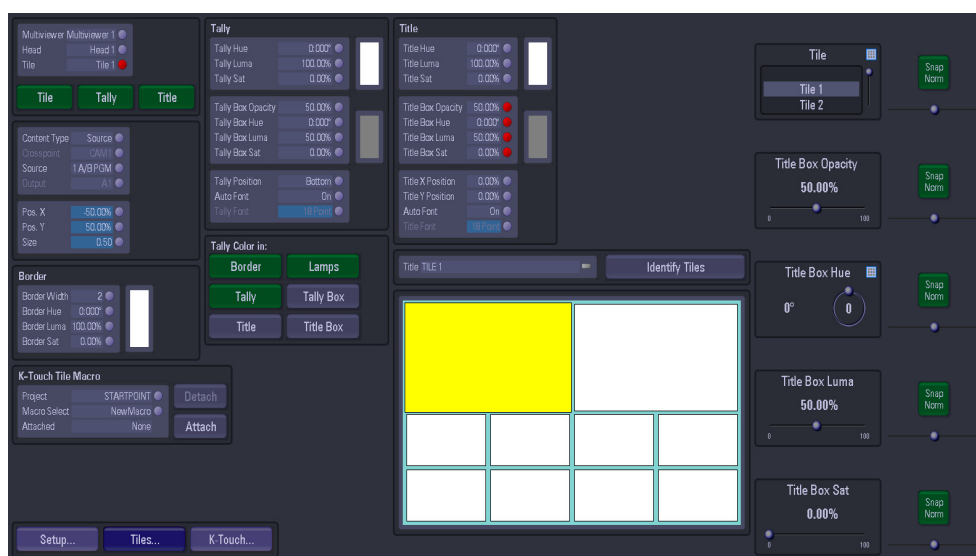 Multiviewer Multiviewer 1
Head Head 1
Tile Tile 1
Tile Tally Title
Content Type Source
Crosspoint CAM1
Source 1 A/B PGM
Output A1
Pos. X -50.00%
Pos. Y 50.00%
Size 0.50
Border
Border Width 2
Border Hue 0.000°
Border Luma 100.00%
Border Sat 0.00%
K-Touch Tile Macro
Project STARTPOINT
Macro Select NewMacro
Attached None
Detach
Attach
Setup... Tiles... K-Touch...
Tally
Tally Hue 0.000°
Tally Luma 100.00%
Tally Sat 0.00%
Tally Box Opacity 50.00%
Tally Box Hue 0.000°
Tally Box Luma 50.00%
Tally Box Sat 0.00%
Tally Position Bottom
Auto Font On
Tally Font 18 Point
Tally Color in:
Border Lamps
Tally Tally Box
Title Title Box
Title
Title Hue 0.000°
Title Luma 100.00%
Title Sat 0.00%
Title Box Opacity 50.00%
Title Box Hue 0.000°
Title Box Luma 50.00%
Title Box Sat 0.00%
Title X Position 0.00%
Title Y Position 0.00%
Auto Font On
Title Font 18 Point
Title TILE 1
Identify Tiles
Tile
Tile 1
Tile 2
Snap
Norm
Title Box Opacity
50.00%
0 100
Snap
Norm
Title Box Hue
0° 0
Snap
Norm
Title Box Luma
50.00%
0 100
Snap
Norm
Title Box Sat
0.00%
0 100
Snap
Norm